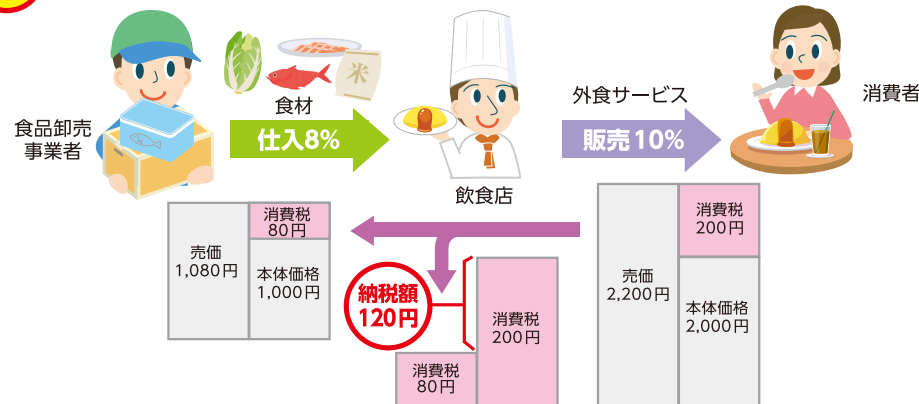 食品卸売
事業者
食材
米
仕入8%
飲食店
外食サービス
販売10%
消費者
売価
1,080円
消費税
80円
本体価格
1,000円
納税額
120円
消費税
80円
消費税
200円
売価
2,200円
消費税
200円
本体価格
2,000円